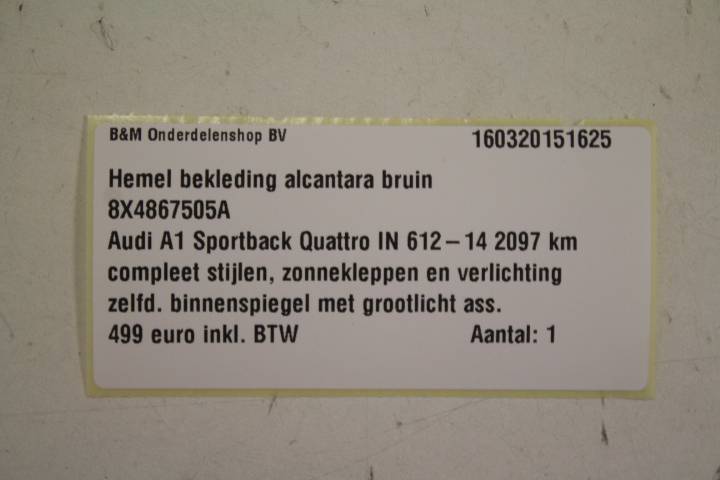 B&M Onderdelenshop BV 160320151625
Hemel bekleding alcantara bruin
8X4867505A
Audi A1 Sportback Quattro IN 612-14 2097 km
compleet stijlen, zonnekleppen en verlichting
zelfd. binnenspiegel met grootlicht ass.
499 euro inkl. BTW Aantal: 1